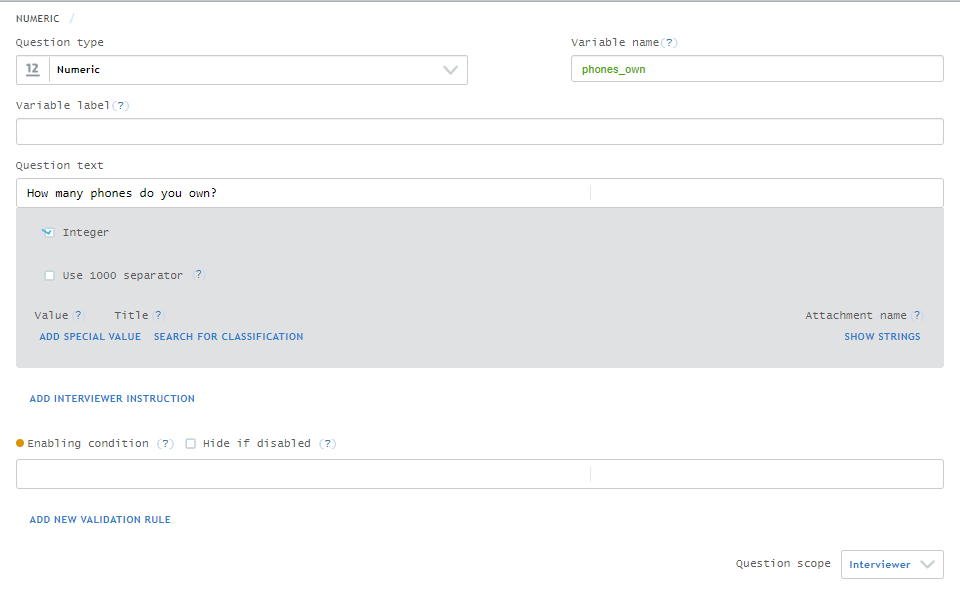 NUMERIC /
Question type
Variable name(?)
12 Numeric
phones_own
Variable label(?)
Question text
How many phones do you own?
Integer
Use 1000 separator ?
Value ? Title ? Attachment name ?
ADD SPECIAL VALUE SEARCH FOR CLASSIFICATION SHOW STRINGS
ADD INTERVIEWER INSTRUCTION
Enabling condition (?) Hide if disabled (?)
ADD NEW VALIDATION RULE
Question scope Interviewer